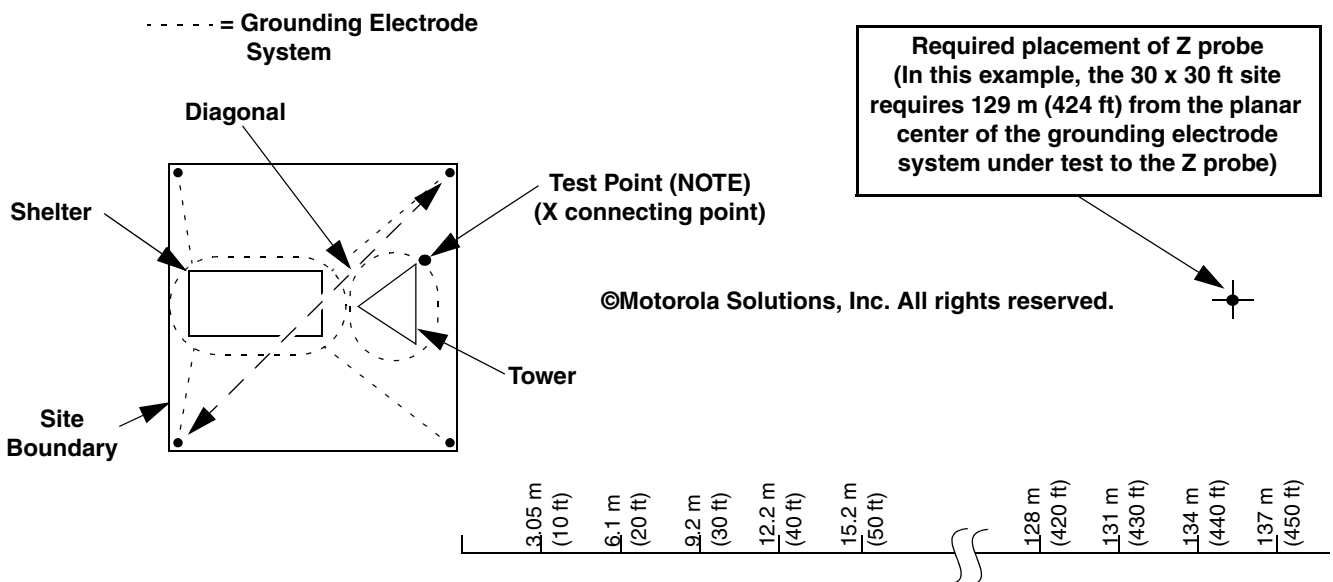 - - - - - - = Grounding Electrode
System
Required placement of Z probe
(In this example, the 30 x 30 ft site
requires 129 m (424 ft) from the planar
center of the grounding electrode
system under test to the Z probe)
Diagonal
Test Point (NOTE)
(X connecting point)
Shelter
©Motorola Solutions, Inc. All rights reserved.
Tower
Site
Boundary
3.05 m
(10 ft)
6.1 m
(20 ft)
9.2 m
(30 ft)
12.2 m
(40 ft)
15.2 m
(50 ft)
128 m
(420 ft)
131 m
(430 ft)
134 m
(440 ft)
137 m
(450 ft)